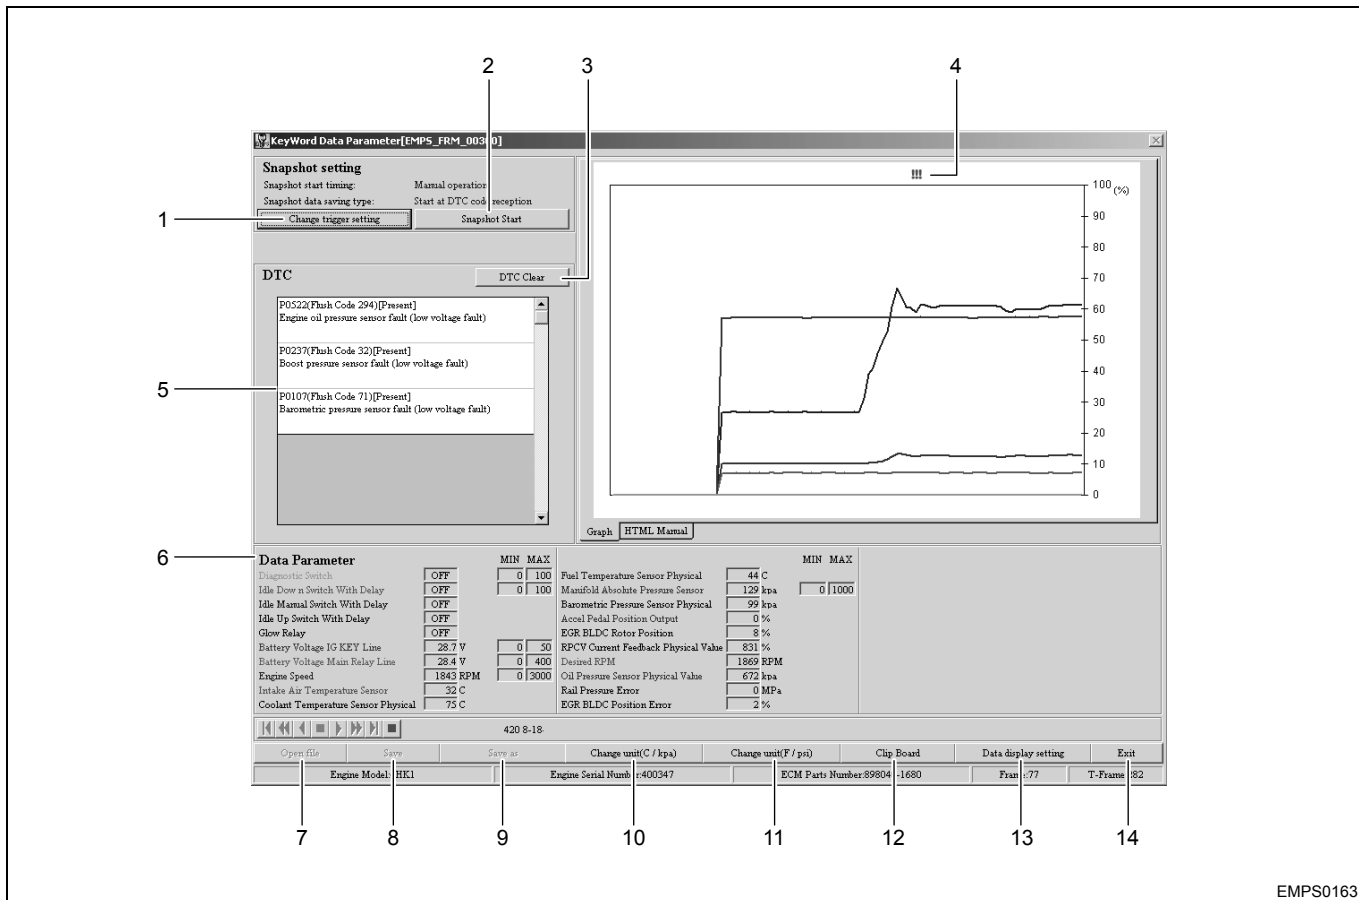 2
3
4
KeyWord Data Parameter[EMPS_FRM_00300]
Snapshot setting
Snapshot start timing: Manual operation
Snapshot data saving type: Start at DTC code reception
1
Change trigger setting
Snapshot Start
DTC
DTC Clear
P0522(Flush Code 294)[Present]
Engine oil pressure sensor fault (low voltage fault)
P0237(Flush Code 32)[Present]
Boost pressure sensor fault (low voltage fault)
5
P0107(Flush Code 71)[Present]
Barometric pressure sensor fault (low voltage fault)
!!!
100 (%)
90
80
70
60
50
40
30
20
10
0
Graph HTML Manual
6
Data Parameter MIN MAX
Diagnostic Switch OFF 0 100
Idle Down Switch With Delay OFF 0 100
Idle Manual Switch With Delay OFF
Idle Up Switch With Delay OFF
Glow Relay OFF
Battery Voltage IG KEY Line 28.7 V 0 50
Battery Voltage Main Relay Line 28.4 V 0 400
Engine Speed 1843 RPM 0 3000
Intake Air Temperature Sensor 32 C
Coolant Temperature Sensor Physical 75 C
MIN MAX
Fuel Temperature Sensor Physical 44 C
Manifold Absolute Pressure Sensor 129 kpa 0 1000
Barometric Pressure Sensor Physical 99 kpa
Accel Pedal Position Output 0 %
EGR BLDC Rotor Position 8 %
RPCV Current Feedback Physical Value 831 %
Desired RPM 1869 RPM
Oil Pressure Sensor Physical Value 672 kpa
Rail Pressure Error 0 MPa
EGR BLDC Position Error 2 %
420 8-18
Open file Save Save as Change unit(C / kpa) Change unit(F / psi) Clip Board Data display setting Exit
Engine Serial Number:400347
7
8
9
10
11
12
13
14
EMPS0163